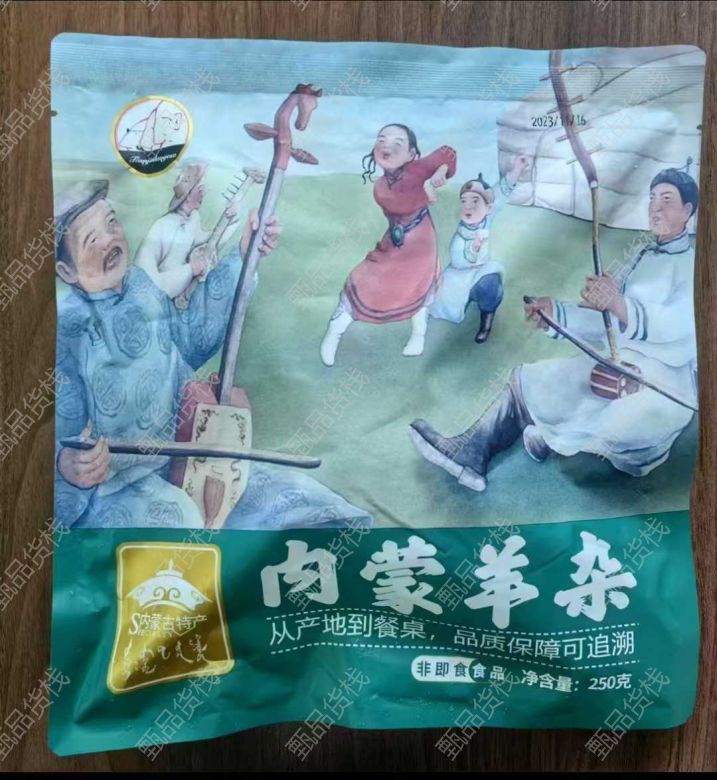 2023/11/16
内蒙羊杂
从产地到餐桌，品质保障可追溯
非即食食品 净含量：250克
内蒙古特产
甄品货栈